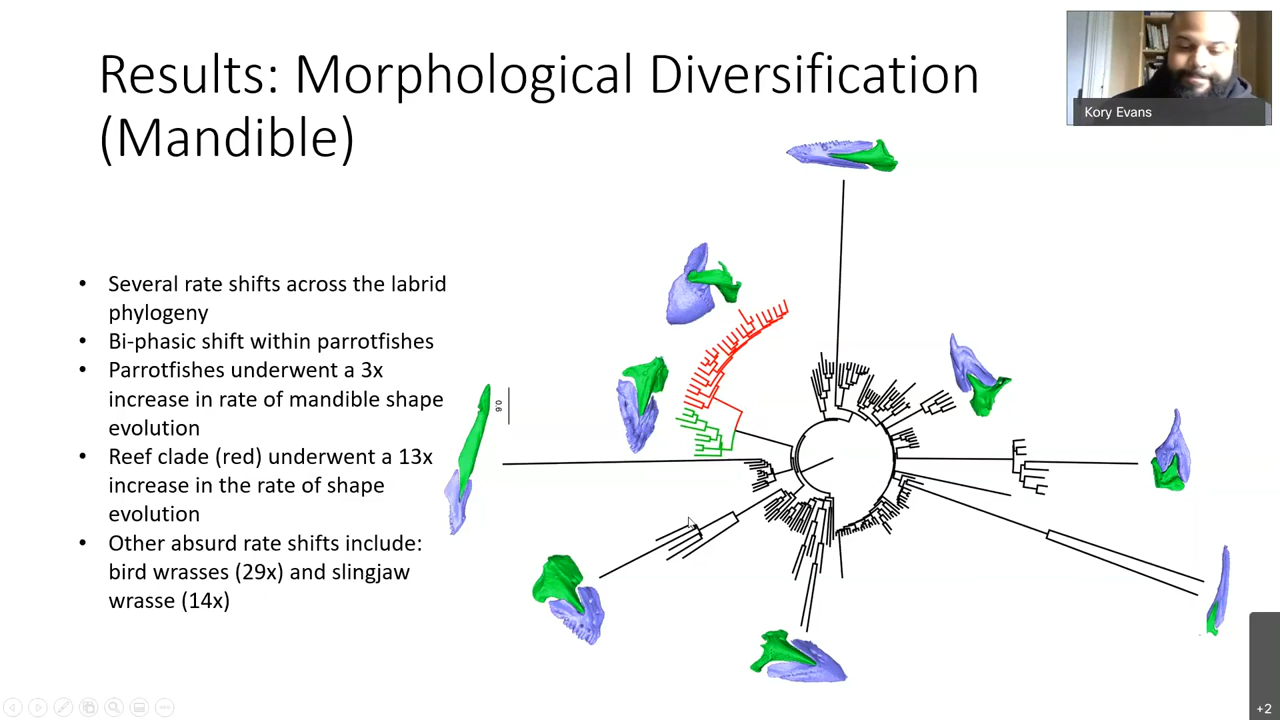 Results: Morphological Diversification
(Mandible)
Kory Evans
• Several rate shifts across the labrid
phylogeny
• Bi-phasic shift within parrotfishes
• Parrotfishes underwent a 3x
increase in rate of mandible shape
evolution
• Reef clade (red) underwent a 13x
increase in the rate of shape
evolution
• Other absurd rate shifts include:
bird wrasses (29x) and slingjaw
wrasse (14x)
0.6
+2